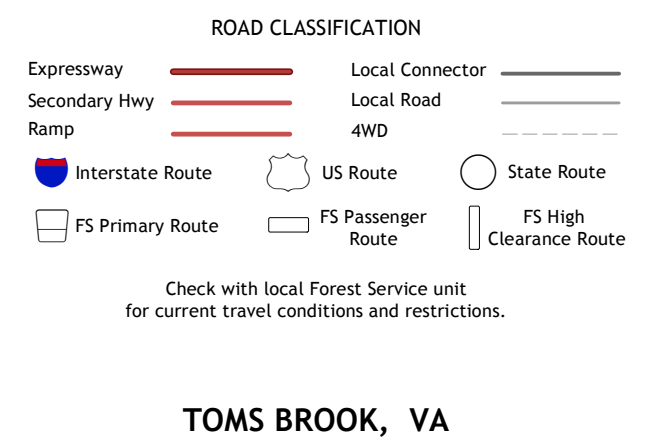 ROAD CLASSIFICATION
Expressway
Local Connector
Secondary Hwy
Local Road
Ramp
4WD
Interstate Route
US Route
State Route
FS Primary Route
FS Passenger
Route
FS High
Clearance Route
Check with local Forest Service unit
for current travel conditions and restrictions.
TOMS BROOK, VA